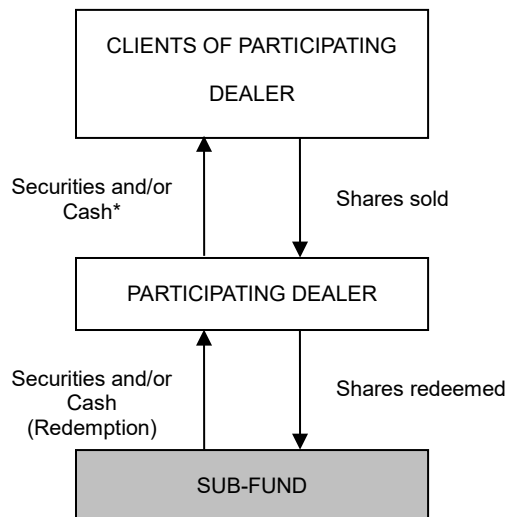 CLIENTS OF PARTICIPATING
DEALER
Securities and/or
Cash*
Shares sold
PARTICIPATING DEALER
Securities and/or
Cash
(Redemption)
Shares redeemed
SUB-FUND